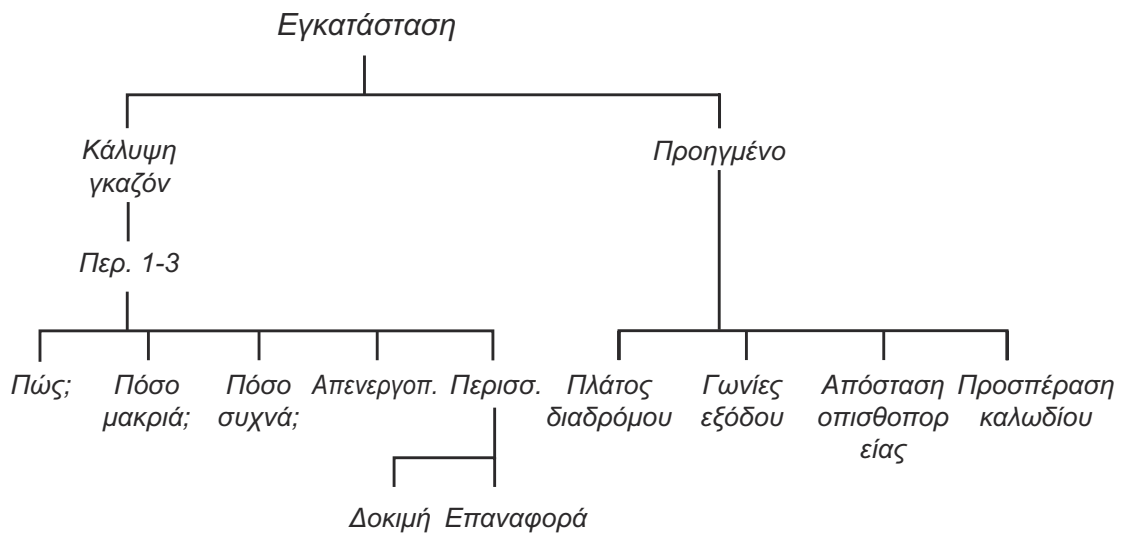 Εγκατάσταση
Κάλυψη
γκαζόν
Προηγμένο
Περ. 1-3
Πώς;
Πόσο
μακριά;
Πόσο
συχνά;
Απενεργοπ.
Περισσ.
Πλάτος
διαδρόμου
Γωνίες
εξόδου
Απόσταση
οπισθοπορ
είας
Προσπέραση
καλωδίου
Δοκιμή
Επαναφορά